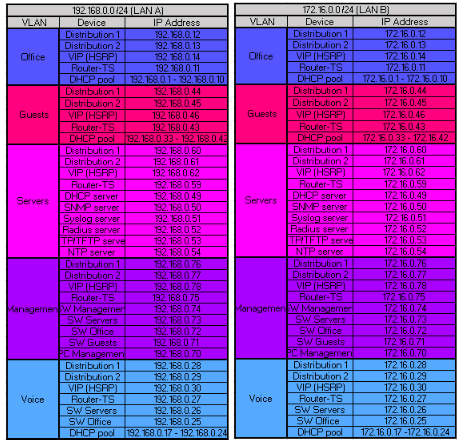 192.168.0.0/24 (LAN A)
VLAN Device IP Address
Office
Distribution 1 192.168.0.12
Distribution 2 192.168.0.13
VIP (HSRP) 192.168.0.14
Router-TS 192.168.0.11
DHCP pool 192.168.0.1 - 192.168.0.10
Guests
Distribution 1 192.168.0.44
Distribution 2 192.168.0.45
VIP (HSRP) 192.168.0.46
Router-TS 192.168.0.43
DHCP pool 192.168.0.33 - 192.168.0.42
Servers
Distribution 1 192.168.0.60
Distribution 2 192.168.0.61
VIP (HSRP) 192.168.0.62
Router-TS 192.168.0.59
DHCP server 192.168.0.49
SNMP server 192.168.0.50
Syslog server 192.168.0.51
Radius server 192.168.0.52
TP/TFTP serve 192.168.0.53
NTP server 192.168.0.54
Management
Distribution 1 192.168.0.76
Distribution 2 192.168.0.77
VIP (HSRP) 192.168.0.78
Router-TS 192.168.0.75
SW Managemen 192.168.0.74
SW Servers 192.168.0.73
SW Office 192.168.0.72
SW Guests 192.168.0.71
PC Managemen 192.168.0.70
Voice
Distribution 1 192.168.0.28
Distribution 2 192.168.0.29
VIP (HSRP) 192.168.0.30
Router-TS 192.168.0.27
SW Servers 192.168.0.26
SW Office 192.168.0.25
DHCP pool 192.168.0.17 - 192.168.0.24
172.16.0.0/24 (LAN B)
VLAN Device IP Address
Office
Distribution 1 172.16.0.12
Distribution 2 172.16.0.13
VIP (HSRP) 172.16.0.14
Router-TS 172.16.0.11
DHCP pool 172.16.0.1 - 172.16.0.10
Guests
Distribution 1 172.16.0.44
Distribution 2 172.16.0.45
VIP (HSRP) 172.16.0.46
Router-TS 172.16.0.43
DHCP pool 172.16.0.33 - 172.16.42
Servers
Distribution 1 172.16.0.60
Distribution 2 172.16.0.61
VIP (HSRP) 172.16.0.62
Router-TS 172.16.0.59
DHCP server 172.16.0.49
SNMP server 172.16.0.50
Syslog server 172.16.0.51
Radius server 172.16.0.52
TP/TFTP serve 172.16.0.53
NTP server 172.16.0.54
Management
Distribution 1 172.16.0.76
Distribution 2 172.16.0.77
VIP (HSRP) 172.16.0.78
Router-TS 172.16.0.75
SW Managemen 172.16.0.74
SW Servers 172.16.0.73
SW Office 172.16.0.72
SW Guests 172.16.0.71
PC Managemen 172.16.0.70
Voice
Distribution 1 172.16.0.28
Distribution 2 172.16.0.29
VIP (HSRP) 172.16.0.30
Router-TS 172.16.0.27
SW Servers 172.16.0.26
SW Office 172.16.0.25
DHCP pool 172.16.0.17 -172.16.0.24